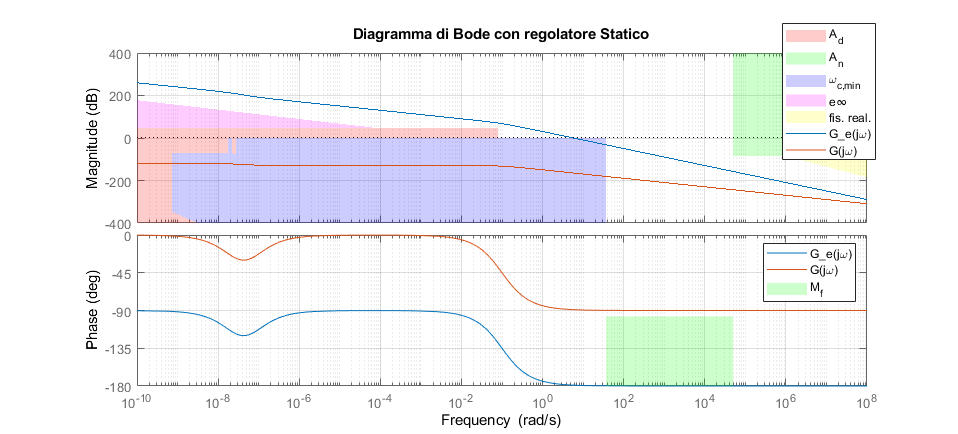 Diagramma di Bode con regolatore Statico
Magnitude (dB)
400
200
0
-200
-400
A_d
A_n
ω_c,min
e∞
fis. real.
G_e(jω)
G(jω)
Phase (deg)
0
-45
-90
-135
-180
G_e(jω)
G(jω)
M_f
10^-10 10^-8 10^-6 10^-4 10^-2 10^0 10^2 10^4 10^6 10^8
Frequency (rad/s)